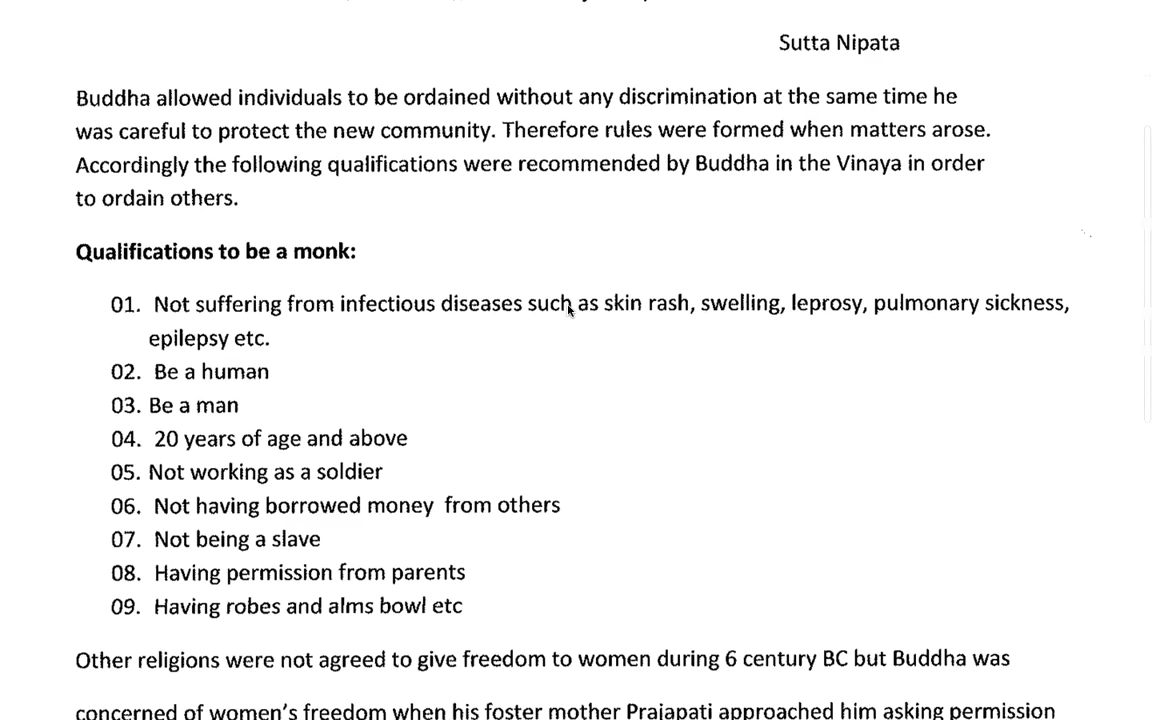 Sutta Nipata
Buddha allowed individuals to be ordained without any discrimination at the same time he
was careful to protect the new community. Therefore rules were formed when matters arose.
Accordingly the following qualifications were recommended by Buddha in the Vinaya in order
to ordain others.
Qualifications to be a monk:
01. Not suffering from infectious diseases such as skin rash, swelling, leprosy, pulmonary sickness,
epilepsy etc.
02. Be a human
03. Be a man
04. 20 years of age and above
05. Not working as a soldier
06. Not having borrowed money from others
07. Not being a slave
08. Having permission from parents
09. Having robes and alms bowl etc
Other religions were not agreed to give freedom to women during 6 century BC but Buddha was
concerned of women's freedom when his foster mother Prajapati approached him asking permission